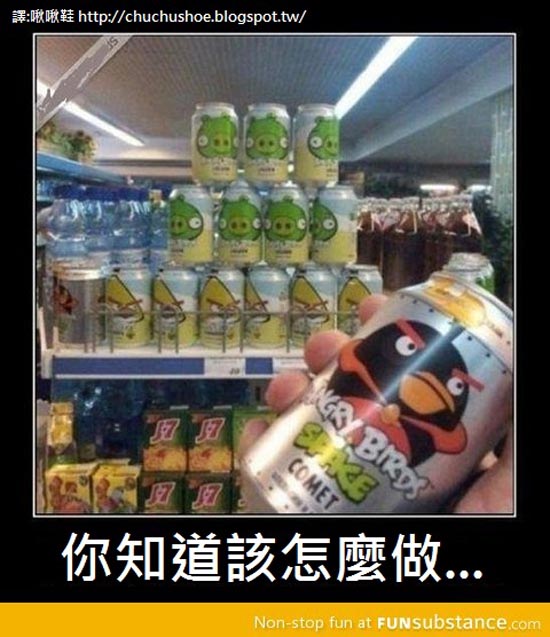 譯:啾啾鞋 http://chuchushoe.blogspot.tw/
J7 J7
ANGRY BIRDS
SPACE
COMET
J7 J7
你知道該怎麼做...
Non-stop fun at FUNsubstance.com